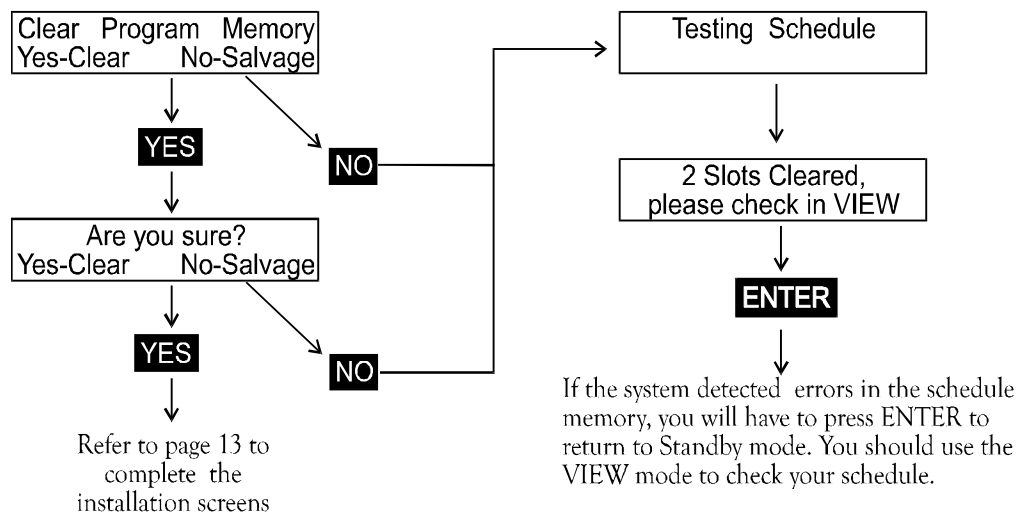 Clear Program Memory
Yes-Clear No-Salvage
YES
NO
Are you sure?
Yes-Clear No-Salvage
YES
NO
Refer to page 13 to
complete the
installation screens
Testing Schedule
2 Slots Cleared,
please check in VIEW
ENTER
If the system detected errors in the schedule
memory, you will have to press ENTER to
return to Standby mode. You should use the
VIEW mode to check your schedule.